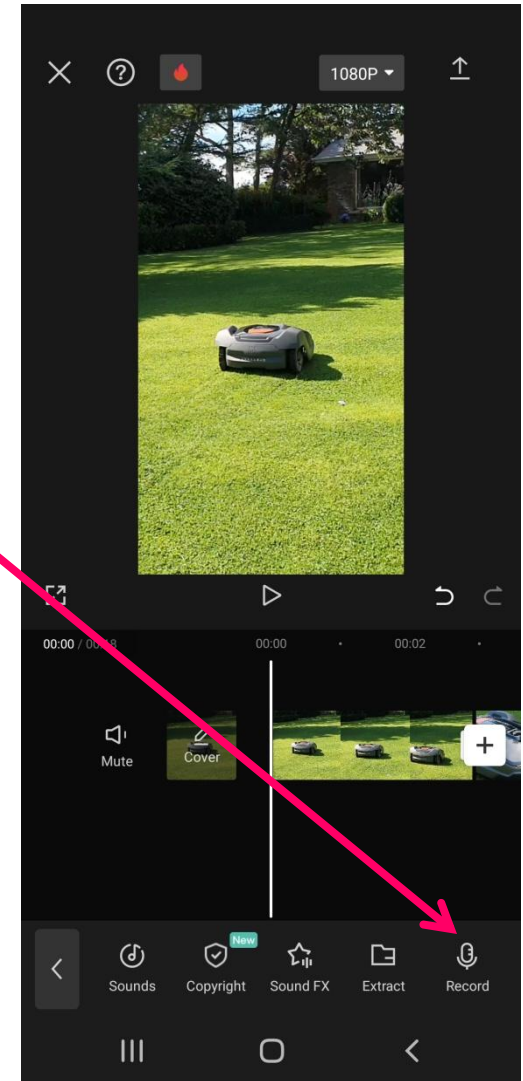 1080P
00:00 / 00:18
00:00
00:02
Mute
Cover
New
Sounds
Copyright
Sound FX
Extract
Record